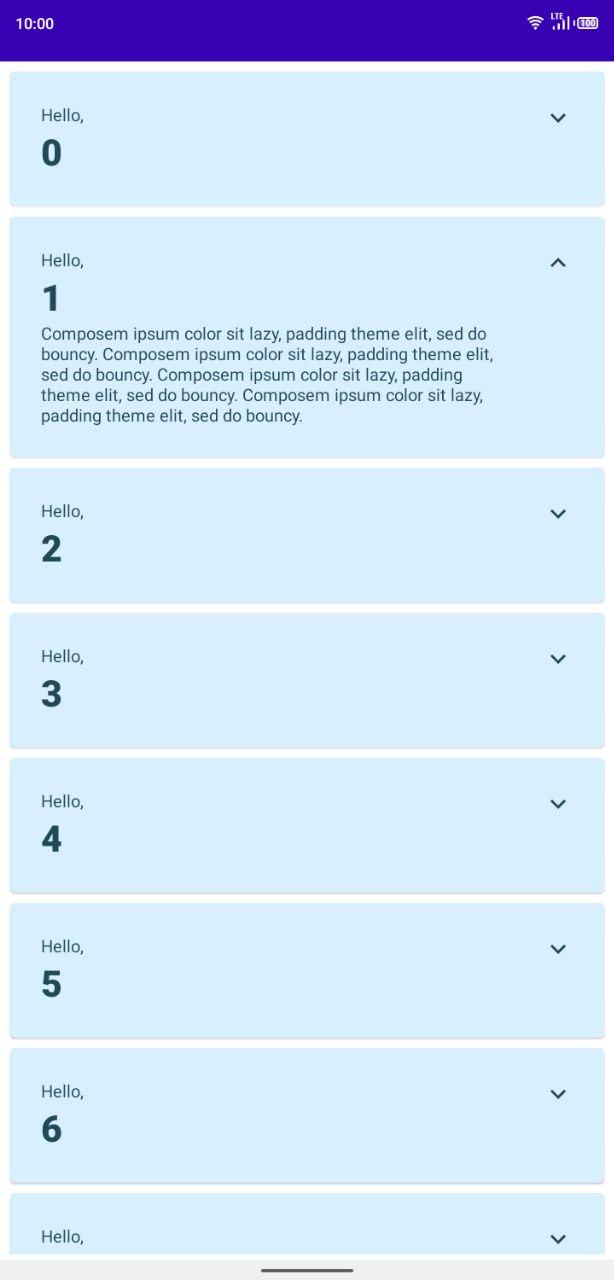 10:00
LTE
100
Hello,
0
Hello,
1
Composem ipsum color sit lazy, padding theme elit, sed do
bouncy. Composem ipsum color sit lazy, padding theme elit,
sed do bouncy. Composem ipsum color sit lazy, padding
theme elit, sed do bouncy. Composem ipsum color sit lazy,
padding theme elit, sed do bouncy.
Hello,
2
Hello,
3
Hello,
4
Hello,
5
Hello,
6
Hello,